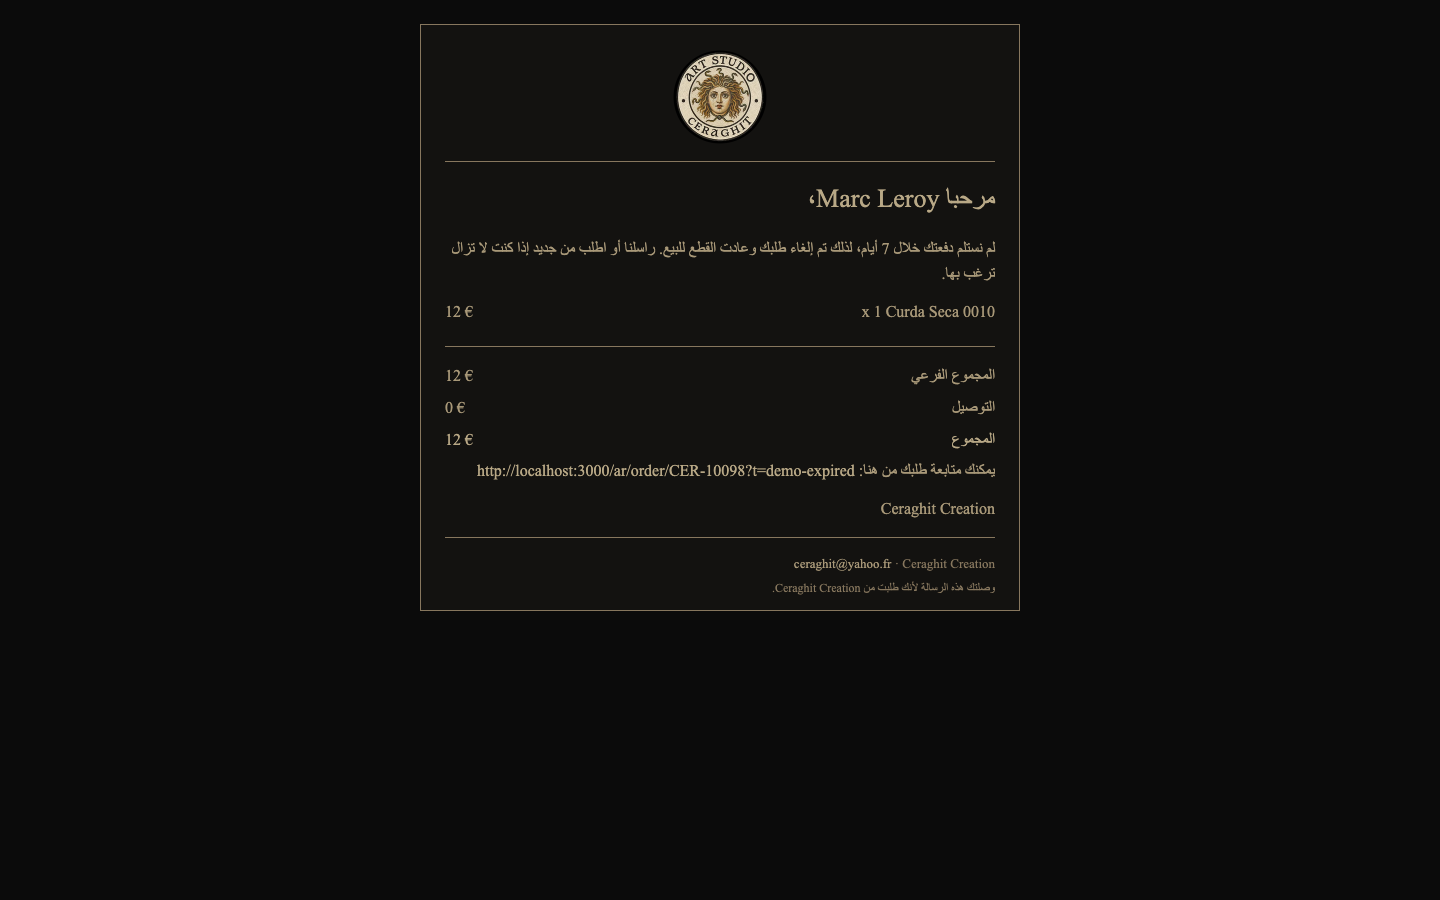 ART STUDIO
CERAGHIT
مرحبا Marc Leroy،
لم نستلم دفعتك خلال 7 أيام، لذلك تم إلغاء طلبك وعادت القطع للبيع. راسلنا أو اطلب من جديد إذا كنت لا تزال
ترغب بها.
x 1 Curda Seca 0010
12 €
المجموع الفرعي
12 €
التوصيل
0 €
المجموع
12 €
يمكنك متابعة طلبك من هنا: http://localhost:3000/ar/order/CER-10098?t=demo-expired
Ceraghit Creation
ceraghit@yahoo.fr · Ceraghit Creation
وصلتك هذه الرسالة لأنك طلبت من Ceraghit Creation.